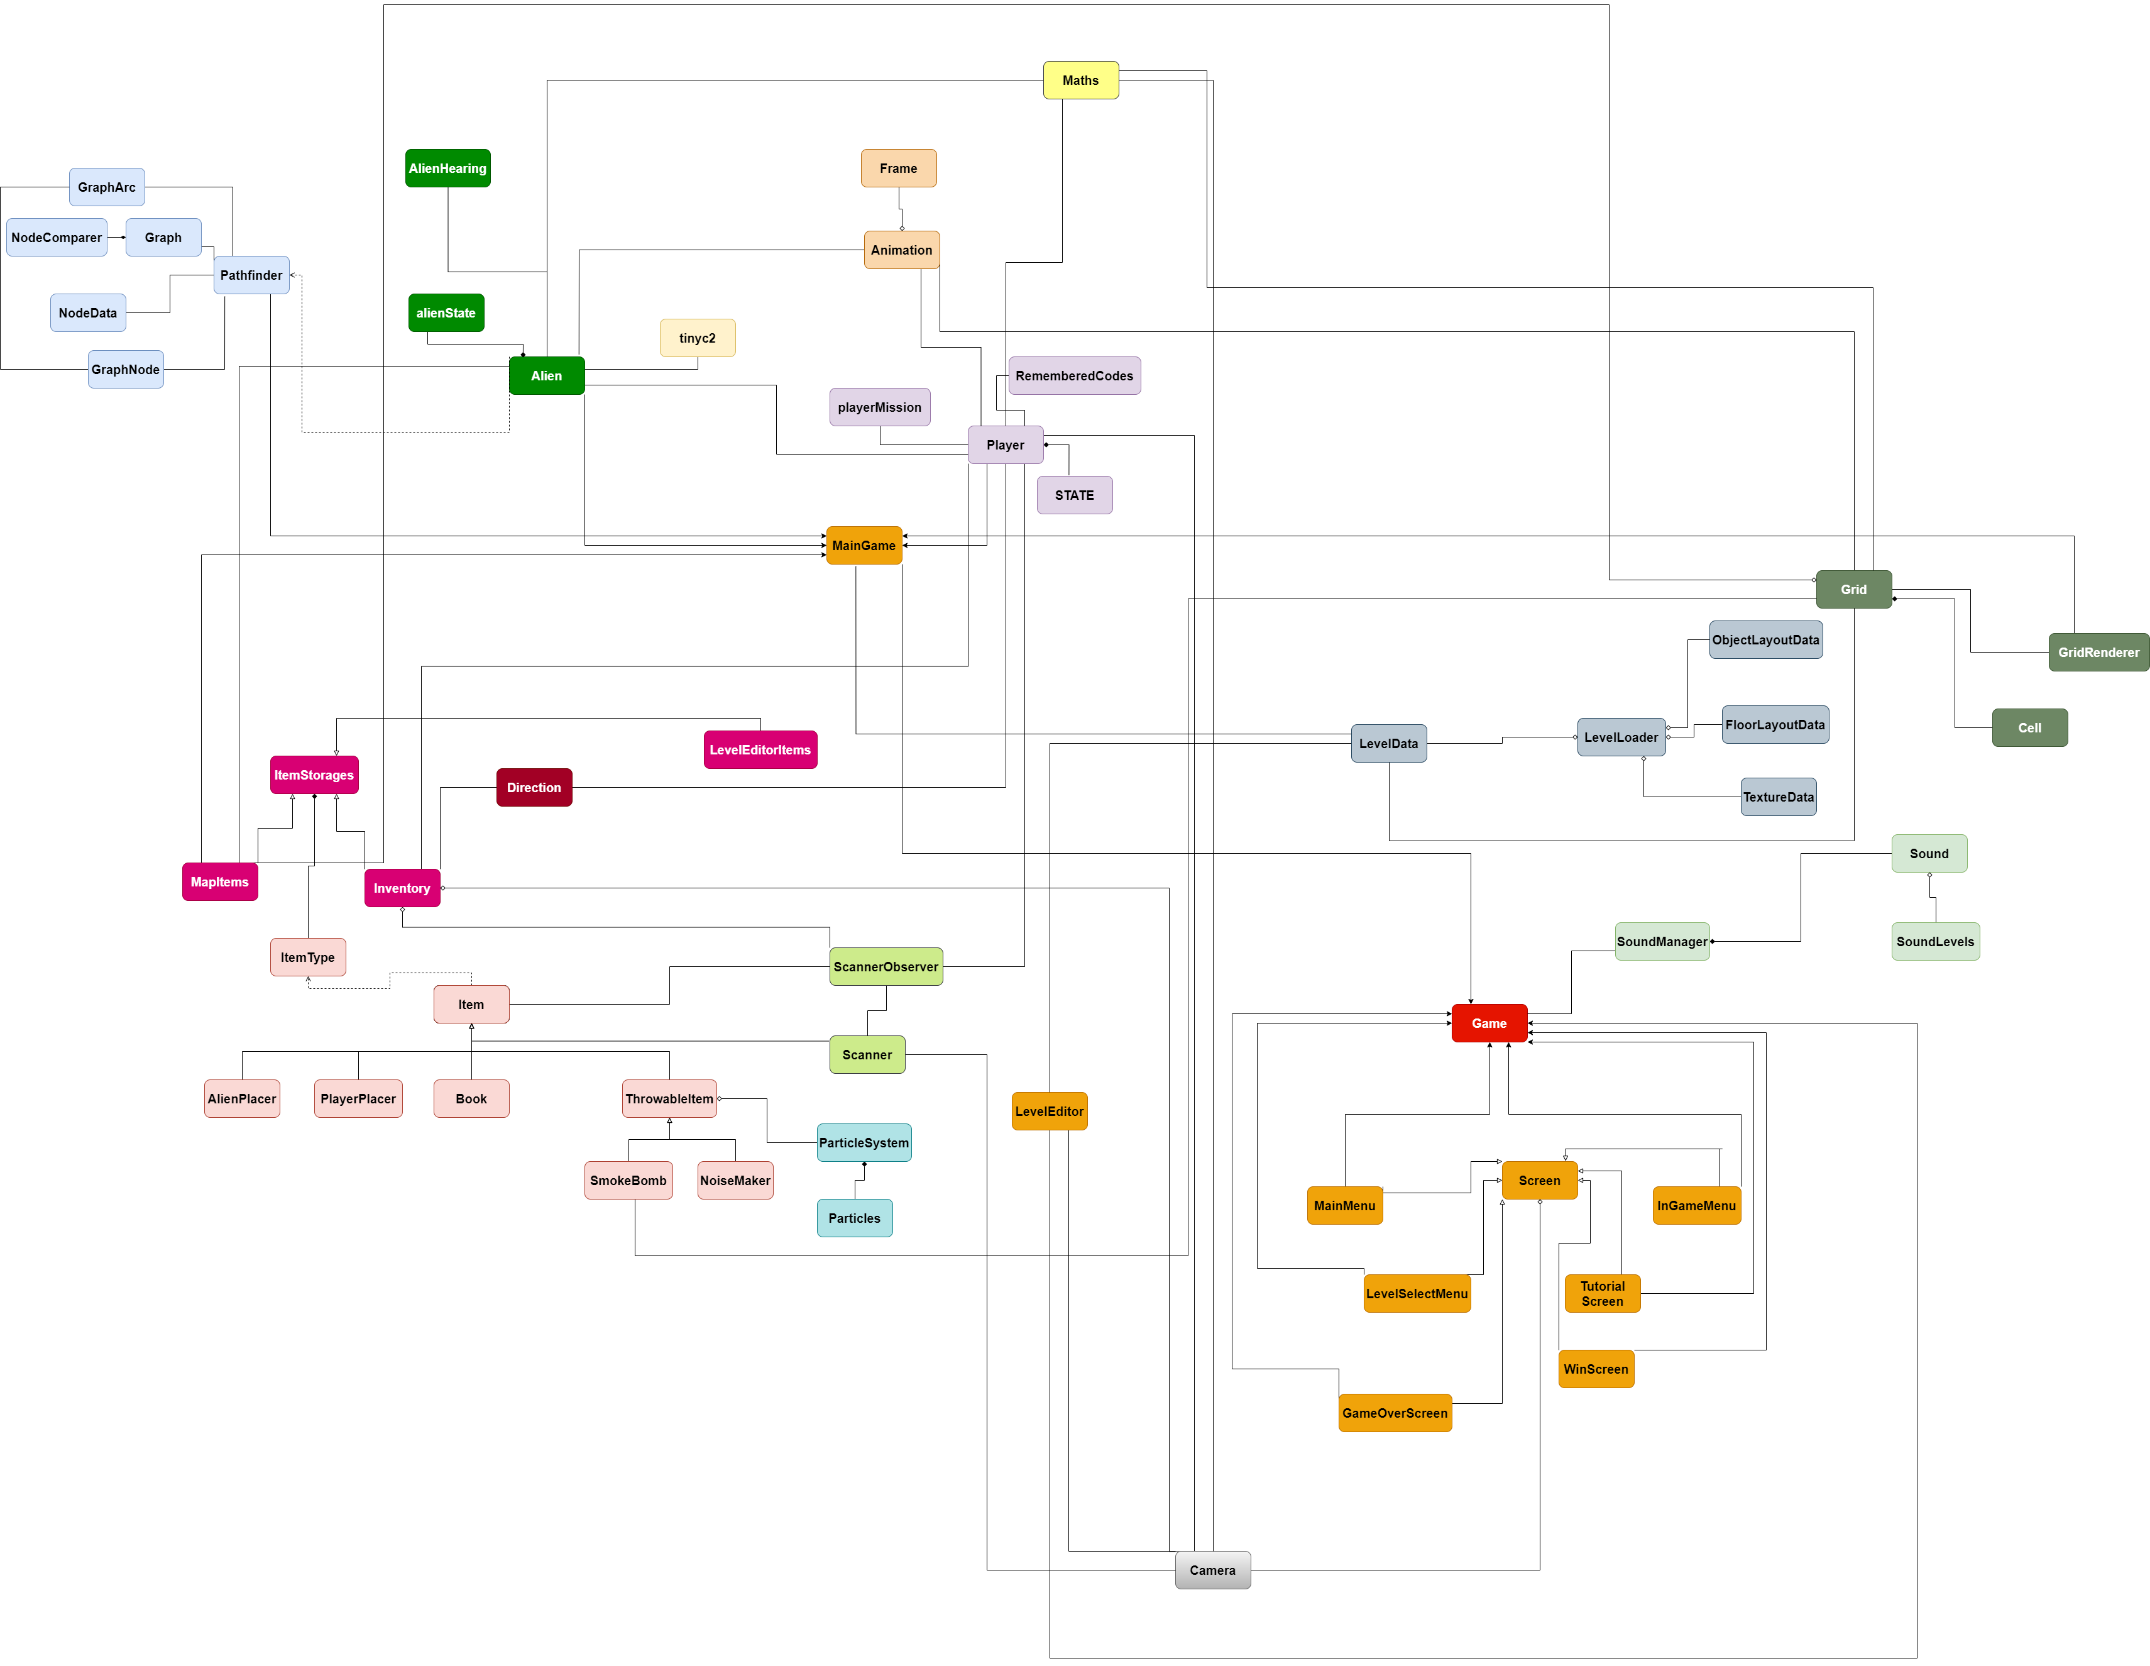 Maths
AlienHearing
Frame
GraphArc
NodeComparer
Graph
Animation
Pathfinder
NodeData
alienState
tinyc2
GraphNode
Alien
RememberedCodes
playerMission
Player
STATE
MainGame
Grid
ObjectLayoutData
GridRenderer
FloorLayoutData
Cell
LevelEditorItems
LevelData
LevelLoader
ItemStorages
Direction
TextureData
Sound
MapItems
Inventory
SoundManager
SoundLevels
ItemType
ScannerObserver
Item
Game
Scanner
AlienPlacer
PlayerPlacer
Book
ThrowableItem
LevelEditor
ParticleSystem
SmokeBomb
NoiseMaker
Screen
Particles
MainMenu
InGameMenu
LevelSelectMenu
Tutorial
Screen
WinScreen
GameOverScreen
Camera